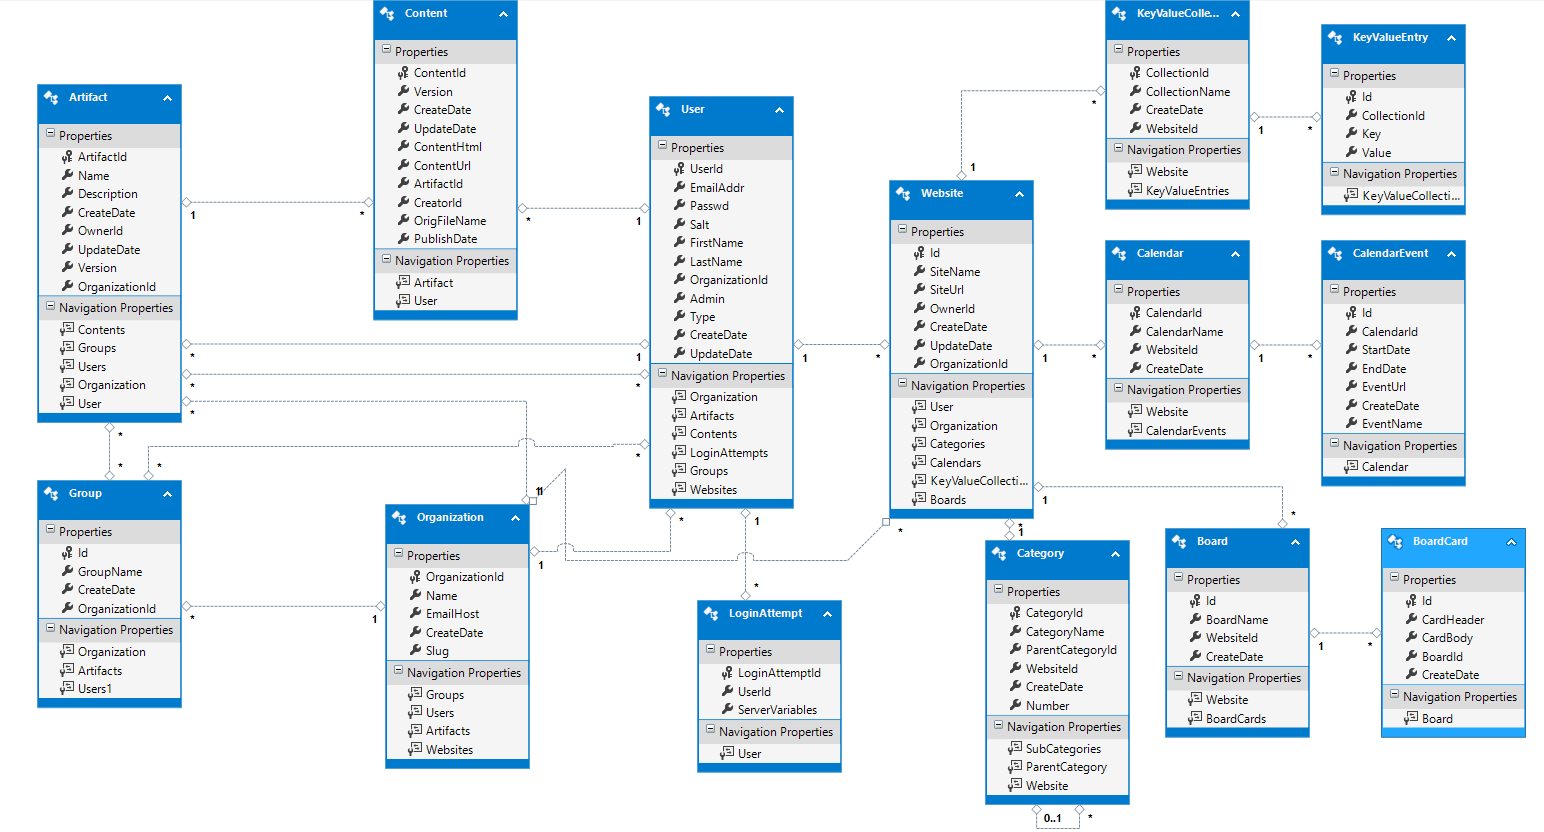 Artifact
Properties
ArtifactId
Name
Description
CreateDate
OwnerId
UpdateDate
Version
OrganizationId
Navigation Properties
Contents
Groups
Users
Organization
User
Content
Properties
ContentId
Version
CreateDate
UpdateDate
ContentHtml
ContentUrl
ArtifactId
CreatorId
OrigFileName
PublishDate
Navigation Properties
Artifact
User
User
Properties
UserId
EmailAddr
Passwd
Salt
FirstName
LastName
OrganizationId
Admin
Type
CreateDate
UpdateDate
Navigation Properties
Organization
Artifacts
Contents
LoginAttempts
Groups
Websites
Website
Properties
Id
SiteName
SiteUrl
OwnerId
CreateDate
UpdateDate
OrganizationId
Navigation Properties
User
Organization
Categories
Calendars
KeyValueCollecti...
Boards
KeyValueColle...
Properties
CollectionId
CollectionName
CreateDate
WebsiteId
Navigation Properties
Website
KeyValueEntries
KeyValueEntry
Properties
Id
CollectionId
Key
Value
Navigation Properties
KeyValueCollecti...
Calendar
Properties
CalendarId
CalendarName
WebsiteId
CreateDate
Navigation Properties
Website
CalendarEvents
CalendarEvent
Properties
Id
CalendarId
StartDate
EndDate
EventUrl
CreateDate
EventName
Navigation Properties
Calendar
Group
Properties
Id
GroupName
CreateDate
OrganizationId
Navigation Properties
Organization
Artifacts
Users1
Organization
Properties
OrganizationId
Name
EmailHost
CreateDate
Slug
Navigation Properties
Groups
Users
Artifacts
Websites
LoginAttempt
Properties
LoginAttemptId
UserId
ServerVariables
Navigation Properties
User
Category
Properties
CategoryId
CategoryName
ParentCategoryId
WebsiteId
CreateDate
Number
Navigation Properties
SubCategories
ParentCategory
Website
Board
Properties
Id
BoardName
WebsiteId
CreateDate
Navigation Properties
Website
BoardCards
BoardCard
Properties
Id
CardHeader
CardBody
BoardId
CreateDate
Navigation Properties
Board
1 *
* 1
* 1
* *
* 1
* *
* *
* 1
1 *
1 *
1 *
1 *
1 *
1 *
1 *
1 *
1 *
1 *
1 *
0..1 *